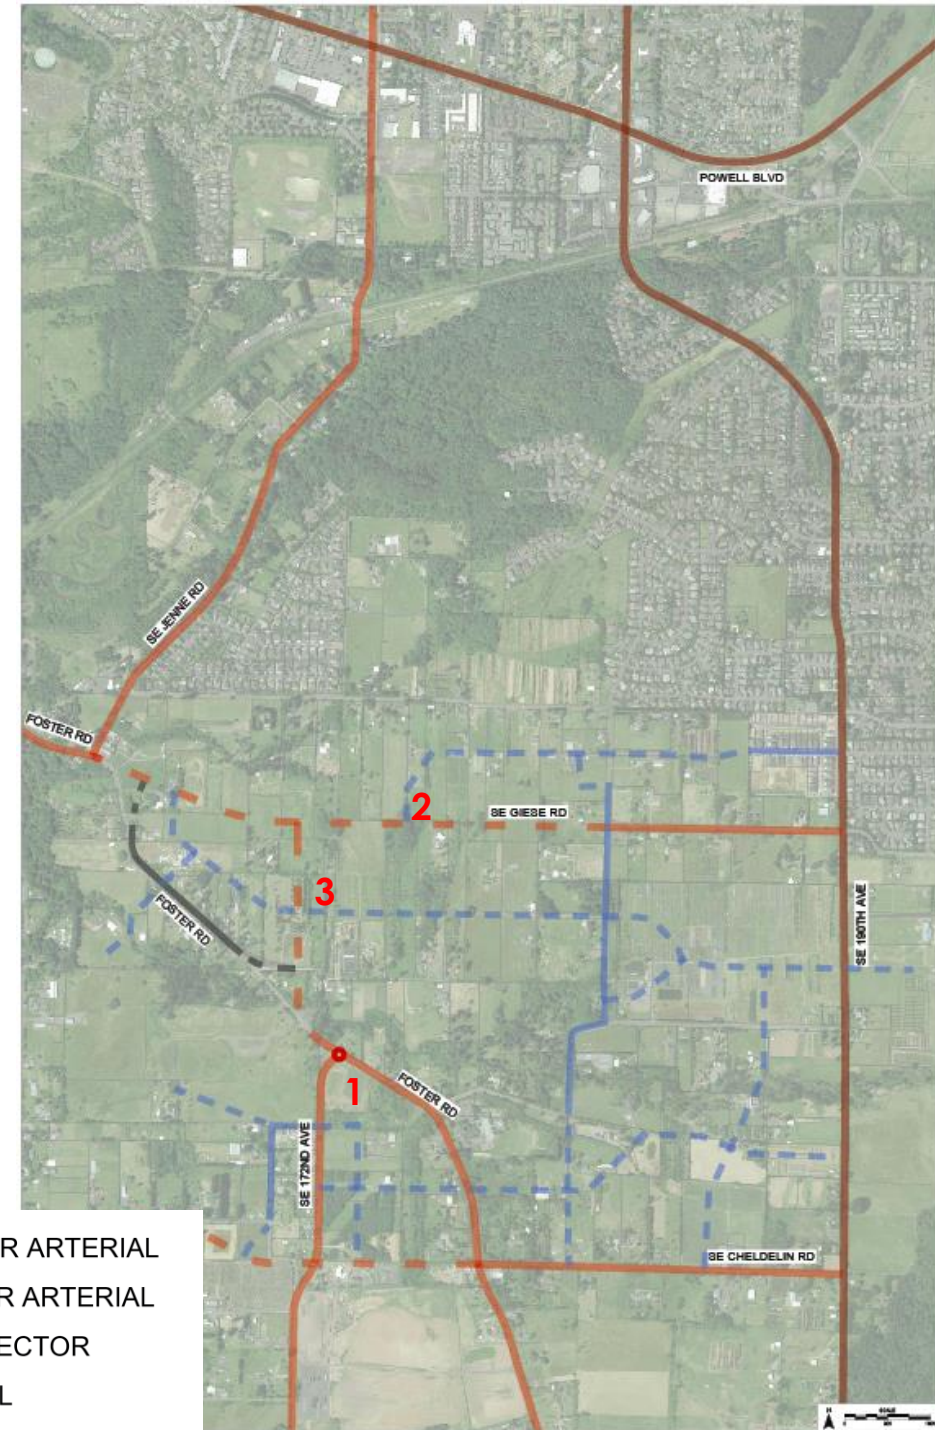 POWELL BLVD
SE JENNE RD
FOSTER RD
2
SE GIESE RD
3
FOSTER RD
SE 190TH AVE
1
FOSTER RD
SE 172ND AVE
SE CHELDELIN RD
R ARTERIAL
R ARTERIAL
ECTOR
L
N
SCALE